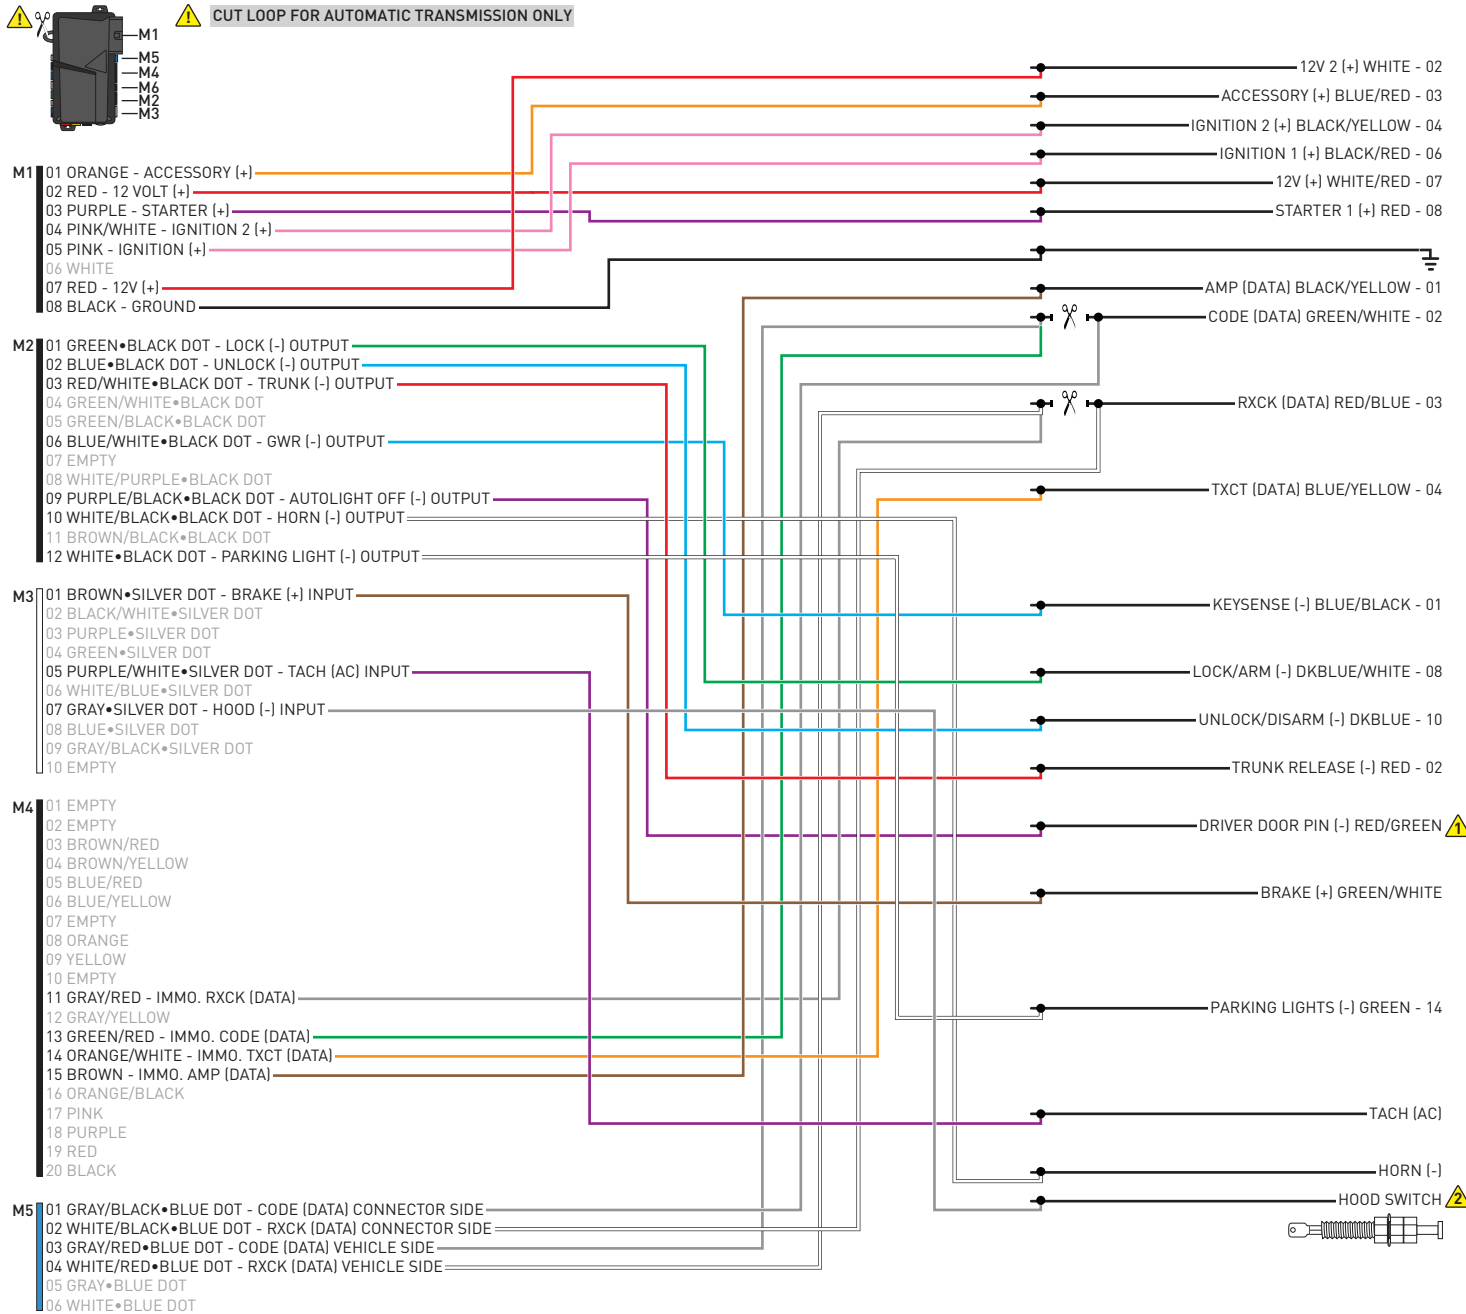 CUT LOOP FOR AUTOMATIC TRANSMISSION ONLY
M1
M5
M4
M6
M2
M3
M1
01 ORANGE - ACCESSORY (+)
02 RED - 12 VOLT (+)
03 PURPLE - STARTER (+)
04 PINK/WHITE - IGNITION 2 (+)
05 PINK - IGNITION (+)
06 WHITE
07 RED - 12V (+)
08 BLACK - GROUND
M2
01 GREEN•BLACK DOT - LOCK (-) OUTPUT
02 BLUE•BLACK DOT - UNLOCK (-) OUTPUT
03 RED/WHITE•BLACK DOT - TRUNK (-) OUTPUT
04 GREEN/WHITE•BLACK DOT
05 GREEN/BLACK•BLACK DOT
06 BLUE/WHITE•BLACK DOT - GWR (-) OUTPUT
07 EMPTY
08 WHITE/PURPLE•BLACK DOT
09 PURPLE/BLACK•BLACK DOT - AUTOLIGHT OFF (-) OUTPUT
10 WHITE/BLACK•BLACK DOT - HORN (-) OUTPUT
11 BROWN/BLACK•BLACK DOT
12 WHITE•BLACK DOT - PARKING LIGHT (-) OUTPUT
M3
01 BROWN•SILVER DOT - BRAKE (+) INPUT
02 BLACK/WHITE•SILVER DOT
03 PURPLE•SILVER DOT
04 GREEN•SILVER DOT
05 PURPLE/WHITE•SILVER DOT - TACH (AC) INPUT
06 WHITE/BLUE•SILVER DOT
07 GRAY•SILVER DOT - HOOD (-) INPUT
08 BLUE•SILVER DOT
09 GRAY/BLACK•SILVER DOT
10 EMPTY
M4
01 EMPTY
02 EMPTY
03 BROWN/RED
04 BROWN/YELLOW
05 BLUE/RED
06 BLUE/YELLOW
07 EMPTY
08 ORANGE
09 YELLOW
10 EMPTY
11 GRAY/RED - IMMO. RXCK (DATA)
12 GRAY/YELLOW
13 GREEN/RED - IMMO. CODE (DATA)
14 ORANGE/WHITE - IMMO. TXCT (DATA)
15 BROWN - IMMO. AMP (DATA)
16 ORANGE/BLACK
17 PINK
18 PURPLE
19 RED
20 BLACK
M5
01 GRAY/BLACK•BLUE DOT - CODE (DATA) CONNECTOR SIDE
02 WHITE/BLACK•BLUE DOT - RXCK (DATA) CONNECTOR SIDE
03 GRAY/RED•BLUE DOT - CODE (DATA) VEHICLE SIDE
04 WHITE/RED•BLUE DOT - RXCK (DATA) VEHICLE SIDE
05 GRAY•BLUE DOT
06 WHITE•BLUE DOT
12V 2 (+) WHITE - 02
ACCESSORY (+) BLUE/RED - 03
IGNITION 2 (+) BLACK/YELLOW - 04
IGNITION 1 (+) BLACK/RED - 06
12V (+) WHITE/RED - 07
STARTER 1 (+) RED - 08
AMP (DATA) BLACK/YELLOW - 01
CODE (DATA) GREEN/WHITE - 02
RXCK (DATA) RED/BLUE - 03
TXCT (DATA) BLUE/YELLOW - 04
KEYSENSE (-) BLUE/BLACK - 01
LOCK/ARM (-) DKBLUE/WHITE - 08
UNLOCK/DISARM (-) DKBLUE - 10
TRUNK RELEASE (-) RED - 02
DRIVER DOOR PIN (-) RED/GREEN 1
BRAKE (+) GREEN/WHITE
PARKING LIGHTS (-) GREEN - 14
TACH (AC)
HORN (-)
HOOD SWITCH 2